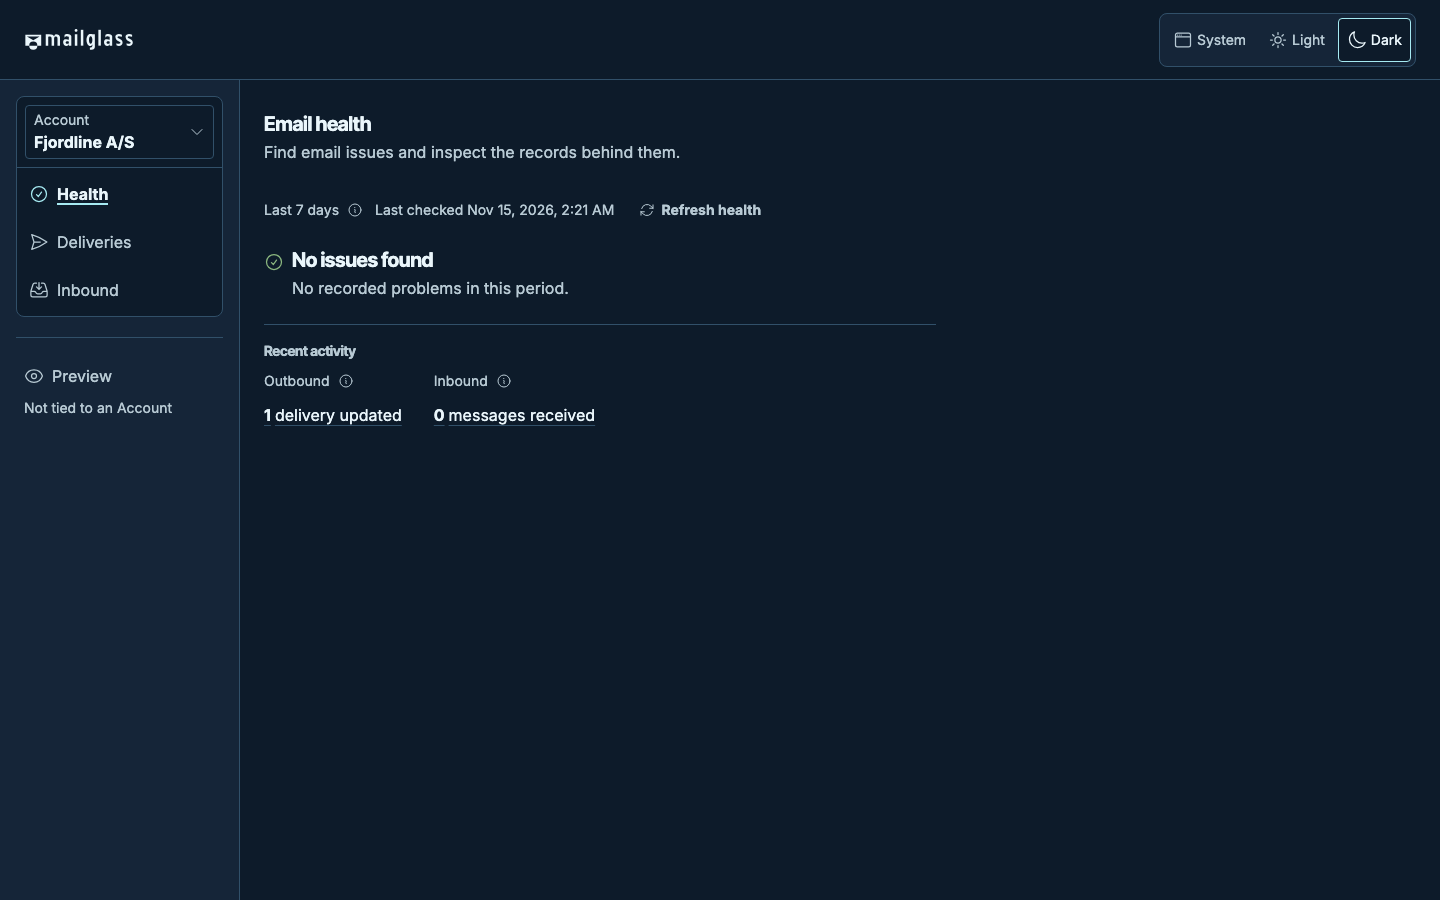 mailglass
System
Light
Dark
Account
Fjordline A/S
Health
Deliveries
Inbound
Preview
Not tied to an Account
Email health
Find email issues and inspect the records behind them.
Last 7 days
Last checked Nov 15, 2026, 2:21 AM
Refresh health
No issues found
No recorded problems in this period.
Recent activity
Outbound
Inbound
1 delivery updated
0 messages received